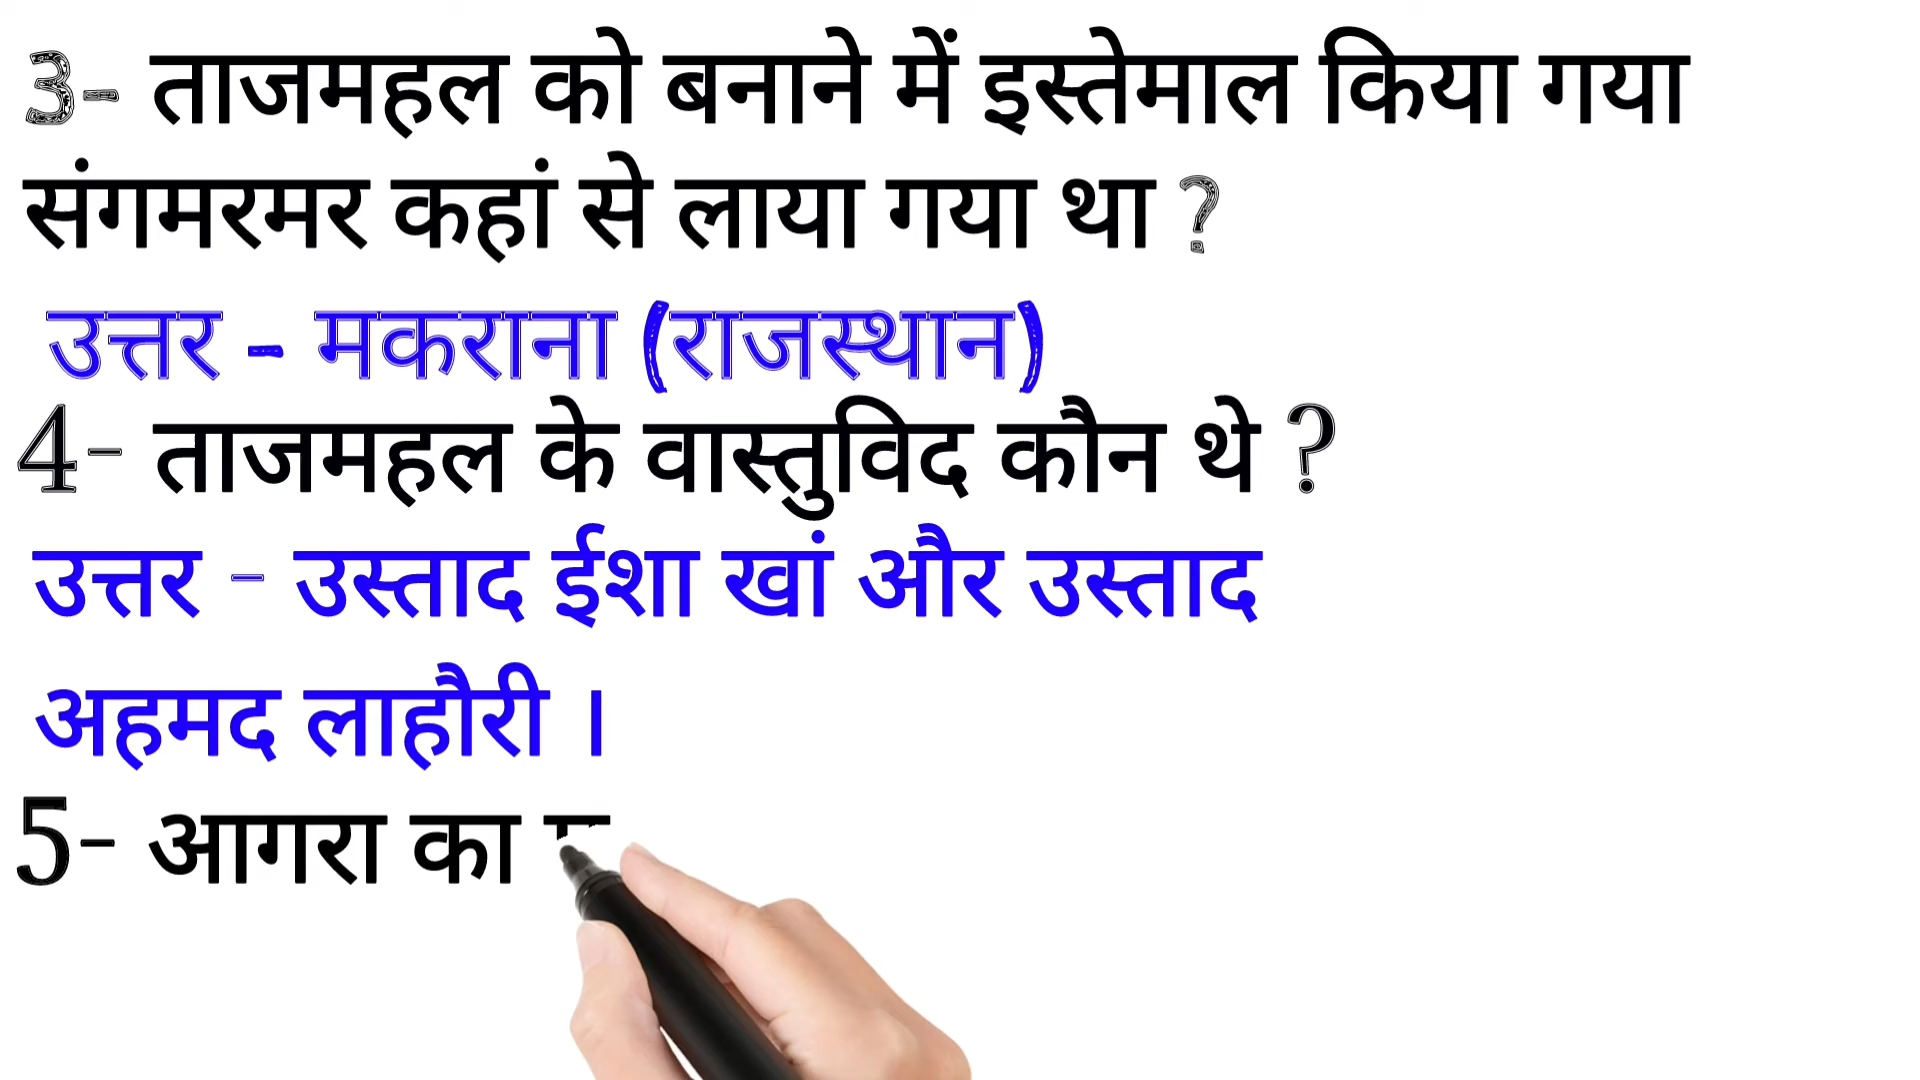 3- ताजमहल को बनाने में इस्तेमाल किया गया
संगमरमर कहां से लाया गया था ?
उत्तर - मकराना (राजस्थान)
4- ताजमहल के वास्तुविद कौन थे ?
उत्तर - उस्ताद ईशा खां और उस्ताद
अहमद लाहौरी ।
5- आगरा का